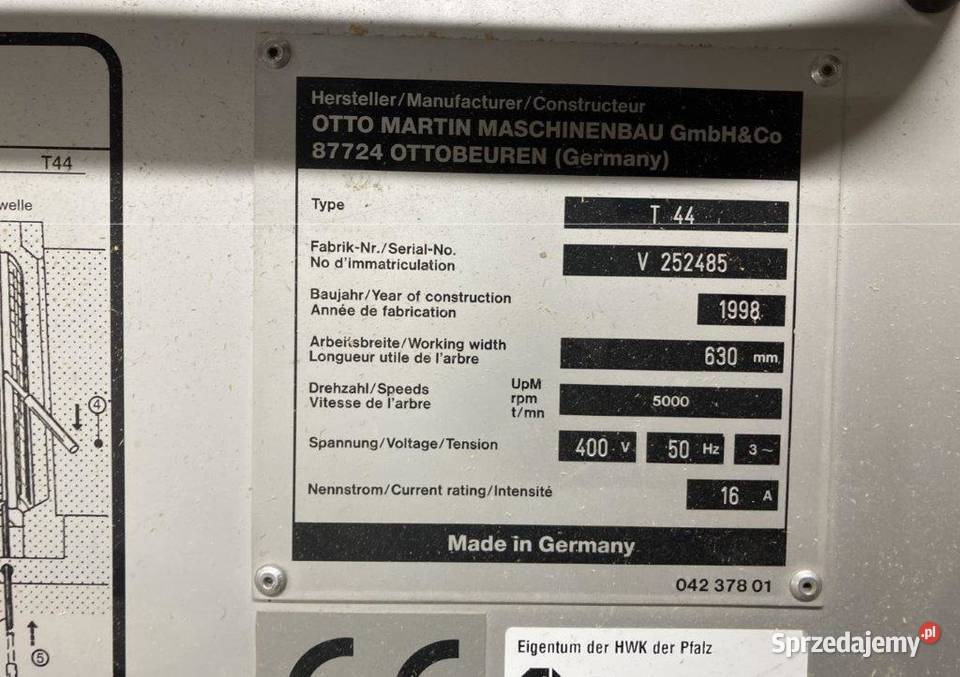 T44
welle
4
5
Hersteller/Manufacturer/Constructeur
OTTO MARTIN MASCHINENBAU GmbH&Co
87724 OTTOBEUREN (Germany)
Type T 44
Fabrik-Nr./Serial-No.
No d'immatriculation V 252485
Baujahr/Year of construction
Année de fabrication 1998
Arbeitsbreite/Working width
Longueur utile de l'arbre 630 mm
Drehzahl/Speeds
Vitesse de l'arbre
UpM
rpm
t/mn
5000
Spannung/Voltage/Tension 400 V 50 Hz 3 ~
Nennstrom/Current rating/Intensité 16 A
Made in Germany
042 378 01
CE
Eigentum der HWK der Pfalz
Sprzedajemy.pl